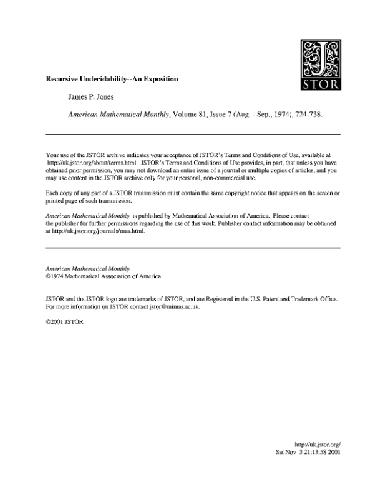 JSTOR
Recursive Undecidability--An Exposition
James P. Jones
American Mathematical Monthly, Volume 81, Issue 7 (Aug. - Sep., 1974), 724-738.
Your use of the JSTOR archive indicates your acceptance of JSTOR's Terms and Conditions of Use, available at
http://uk.jstor.org/about/terms.html. JSTOR's Terms and Conditions of Use provides, in part, that unless you have
obtained prior permission, you may not download an entire issue of a journal or multiple copies of articles, and you
may use content in the JSTOR archive only for your personal, non-commercial use.
Each copy of any part of a JSTOR transmission must contain the same copyright notice that appears on the screen or
printed page of such transmission.
American Mathematical Monthly is published by Mathematical Association of America. Please contact
the publisher for further permissions regarding the use of this work. Publisher contact information may be obtained
at http://uk.jstor.org/journals/maa.html.
American Mathematical Monthly
©1974 Mathematical Association of America
JSTOR and the JSTOR logo are trademarks of JSTOR, and are Registered in the U.S. Patent and Trademark Office.
For more information on JSTOR contact jstor@mimas.ac.uk.
©2001 JSTOR
http://uk.jstor.org/
Sat Nov 3 2001